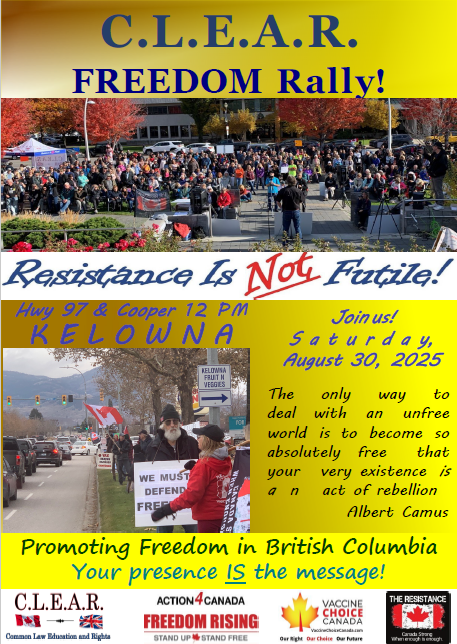 C.L.E.A.R.
FREEDOM Rally!
Resistance Is Not Futile!
Hwy 97 & Cooper 12 PM
KELOWNA
Join us!
Saturday,
August 30, 2025
KELOWNA
FRUIT N
VEGGIES
WE MUST
DEFEND
The only way to
deal with an unfree
world is to become so
absolutely free that
your very existence is
an act of rebellion
Albert Camus
Promoting Freedom in British Columbia
Your presence IS the message!
C.L.E.A.R.
Common Law Education and Rights
ACTION4CANADA
FREEDOM RISING
STAND UP STAND FREE
VACCINE
CHOICE
CANADA
VaccineChoiceCanada.com
Our Right Our Choice Our Future
THE RESISTANCE
Canada Strong
When enough is enough.